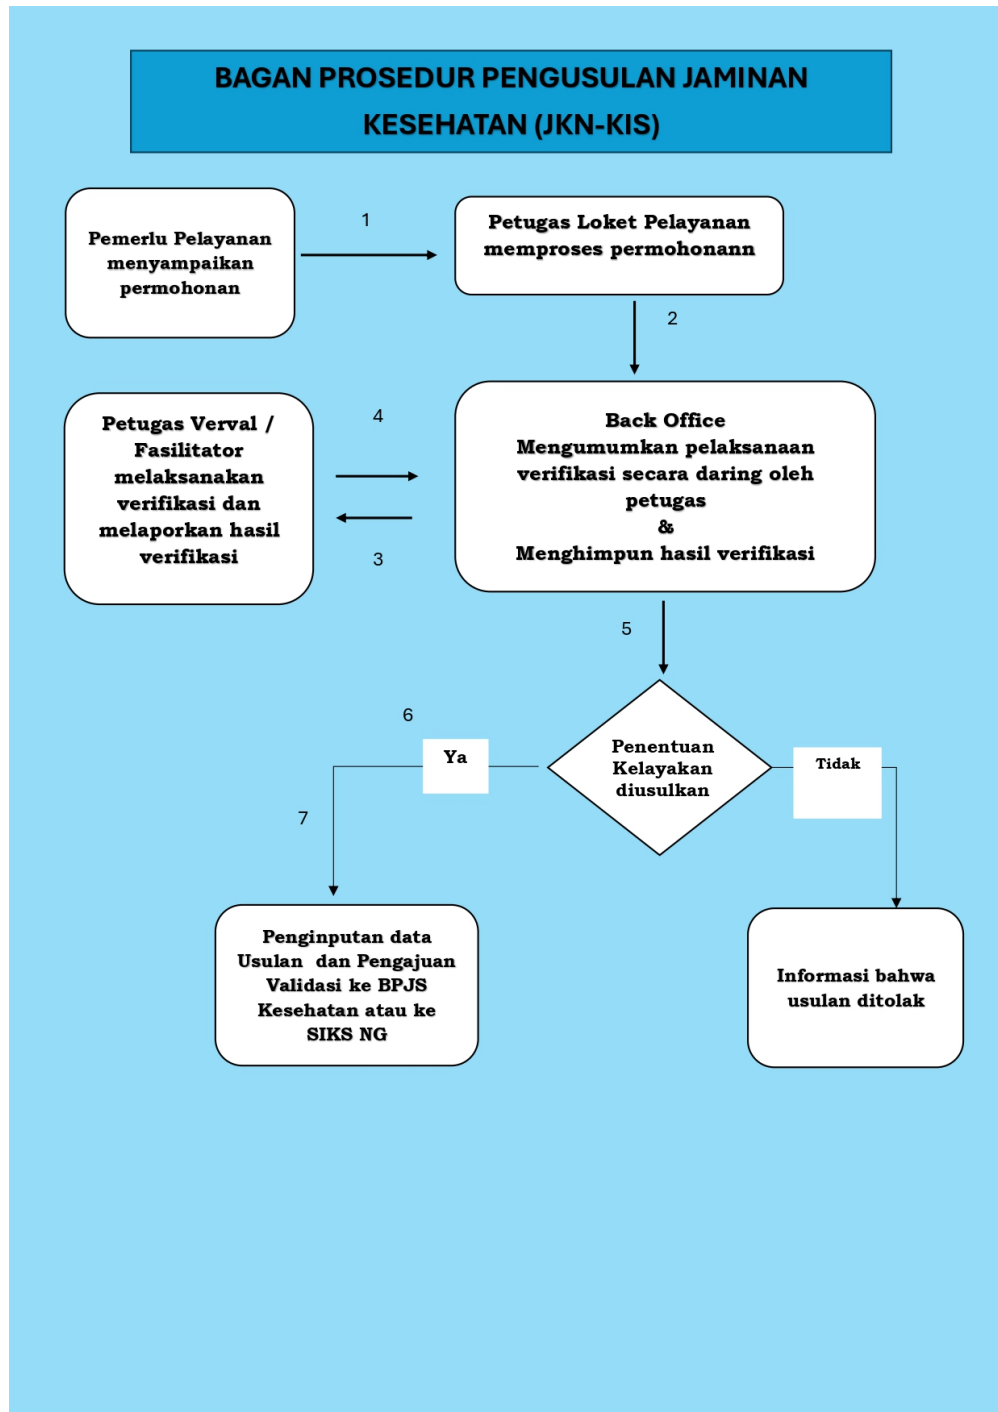 BAGAN PROSEDUR PENGUSULAN JAMINAN
KESEHATAN (JKN-KIS)
Pemerlu Pelayanan
menyampaikan
permohonan
1
Petugas Loket Pelayanan
memproses permohonann
2
Petugas Verval /
Fasilitator
melaksanakan
verifikasi dan
melaporkan hasil
verifikasi
4
3
Back Office
Mengumumkan pelaksanaan
verifikasi secara daring oleh
petugas
&
Menghimpun hasil verifikasi
5
6
Ya
Penentuan
Kelayakan
diusulkan
Tidak
7
Penginputan data
Usulan  dan Pengajuan
Validasi ke BPJS
Kesehatan atau ke
SIKS NG
Informasi bahwa
usulan ditolak